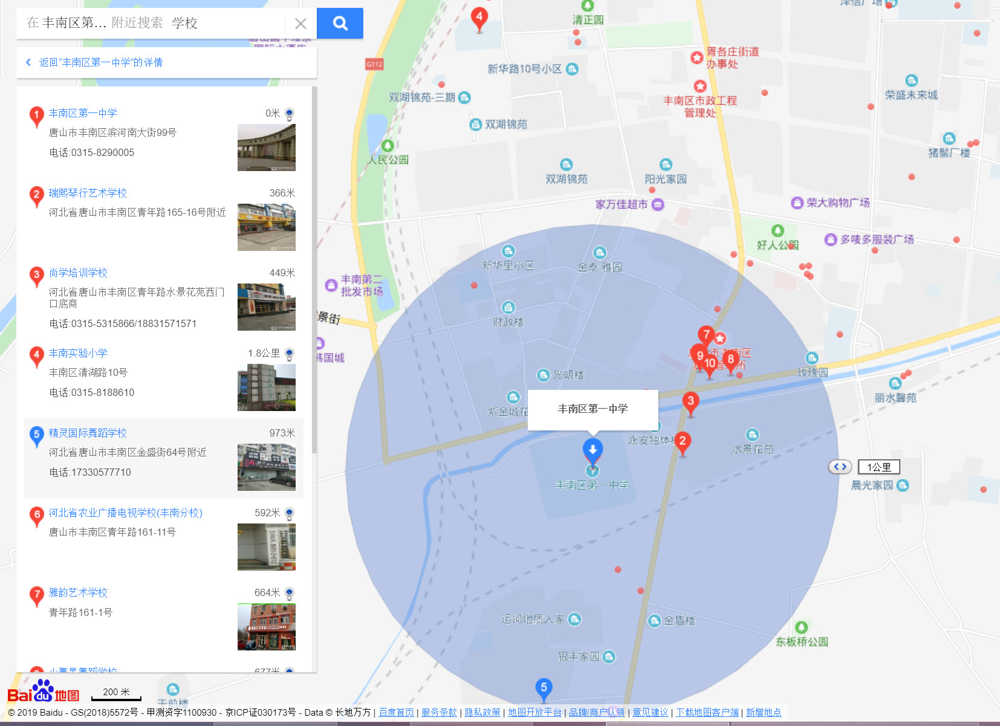 在 丰南区第... 附近搜索 学校
返回“丰南区第一中学”的详情
1 丰南区第一中学 0米
唐山市丰南区滨河南大街99号
电话:0315-8290005
2 瑞熙琴行艺术学校 366米
河北省唐山市丰南区青年路165-16号附近
3 尚学培训学校 449米
河北省唐山市丰南区青年路水景花苑西门
口底商
电话:0315-5315866/18831571571
4 丰南实验小学 1.8公里
丰南区清湖路10号
电话:0315-8188610
5 精灵国际舞蹈学校 973米
河北省唐山市丰南区金盛街64号附近
电话:17330577710
6 河北省农业广播电视学校(丰南分校) 592米
唐山市丰南区青年路161-11号
7 雅韵艺术学校 664米
青年路161-1号
677米
4
清正园
G112
胥各庄街道
办事处
新华路10号小区
双湖锦苑-三期
丰南区市政工程
管理处
荣盛未来城
双湖锦苑
人民公园
猪鬃厂楼
双湖锦苑
阳光家园
家万佳超市
荣大购物广场
好人公园
多唛多服装广场
新华里小区
金泰·雅园
丰南第二
批发市场
财政楼
景街
韩国城
7
9
10
8
玫瑰园
光明楼
丽水馨苑
紫金城花
3
丰南区第一中学
永安独体楼
2
水景花苑
1公里
丰南区第一中学
晨光家园
运河地质人家
金盾楼
东板桥公园
银丰家园
5
Bai du 地图
200 米
© 2019 Baidu - GS(2018)5572号 - 甲测资字1100930 - 京ICP证030173号 - Data © 长地万方 | 百度首页 | 服务条款 | 隐私政策 | 地图开放平台 | 品牌/商户认领 | 意见建议 | 下载地图客户端 | 新增地点